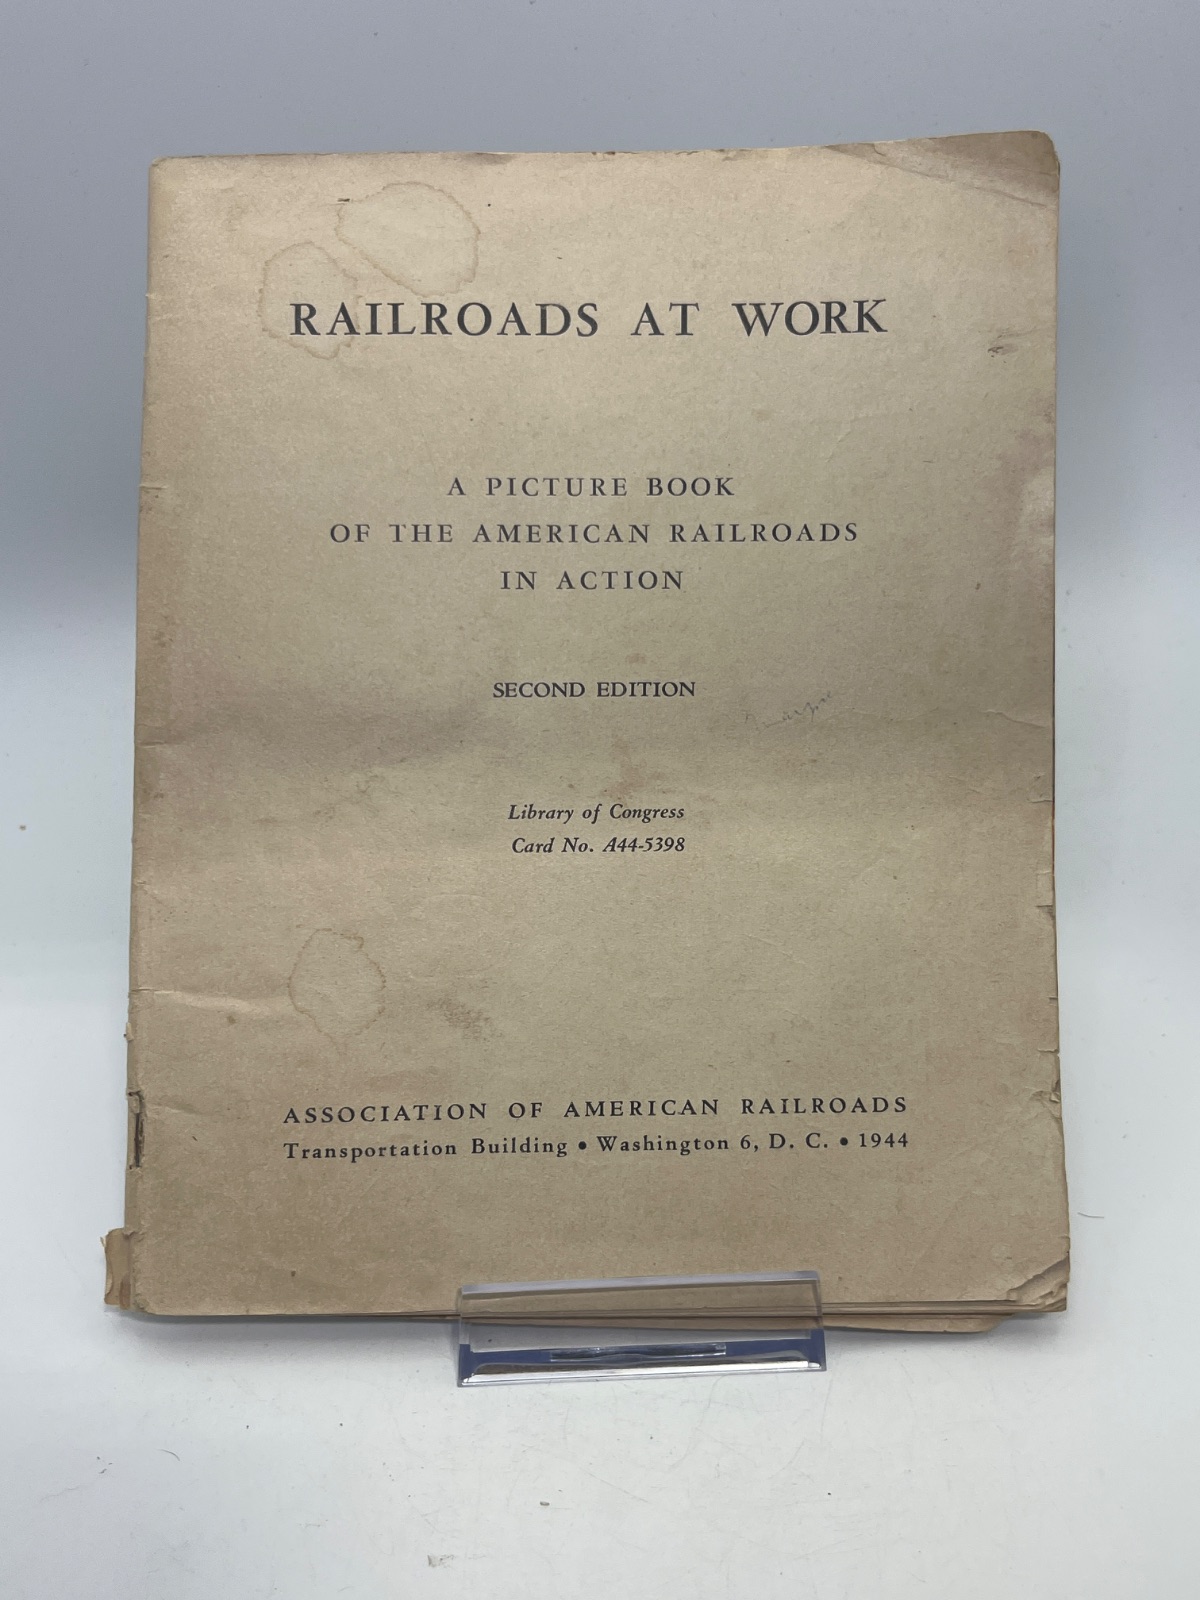 RAILROADS AT WORK
A PICTURE BOOK
OF THE AMERICAN RAILROADS
IN ACTION
SECOND EDITION
Library of Congress
Card No. A44-5398
ASSOCIATION OF AMERICAN RAILROADS
Transportation Building • Washington 6, D. C. • 1944